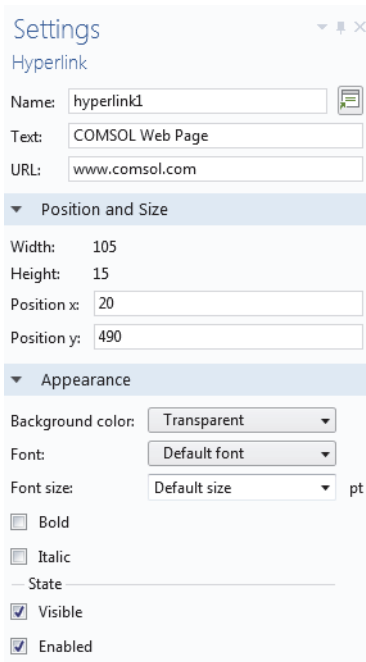 Settings
Hyperlink
Name: hyperlink1
Text: COMSOL Web Page
URL: www.comsol.com
Position and Size
Width: 105
Height: 15
Position x: 20
Position y: 490
Appearance
Background color: Transparent
Font: Default font
Font size: Default size pt
Bold
Italic
State
Visible
Enabled